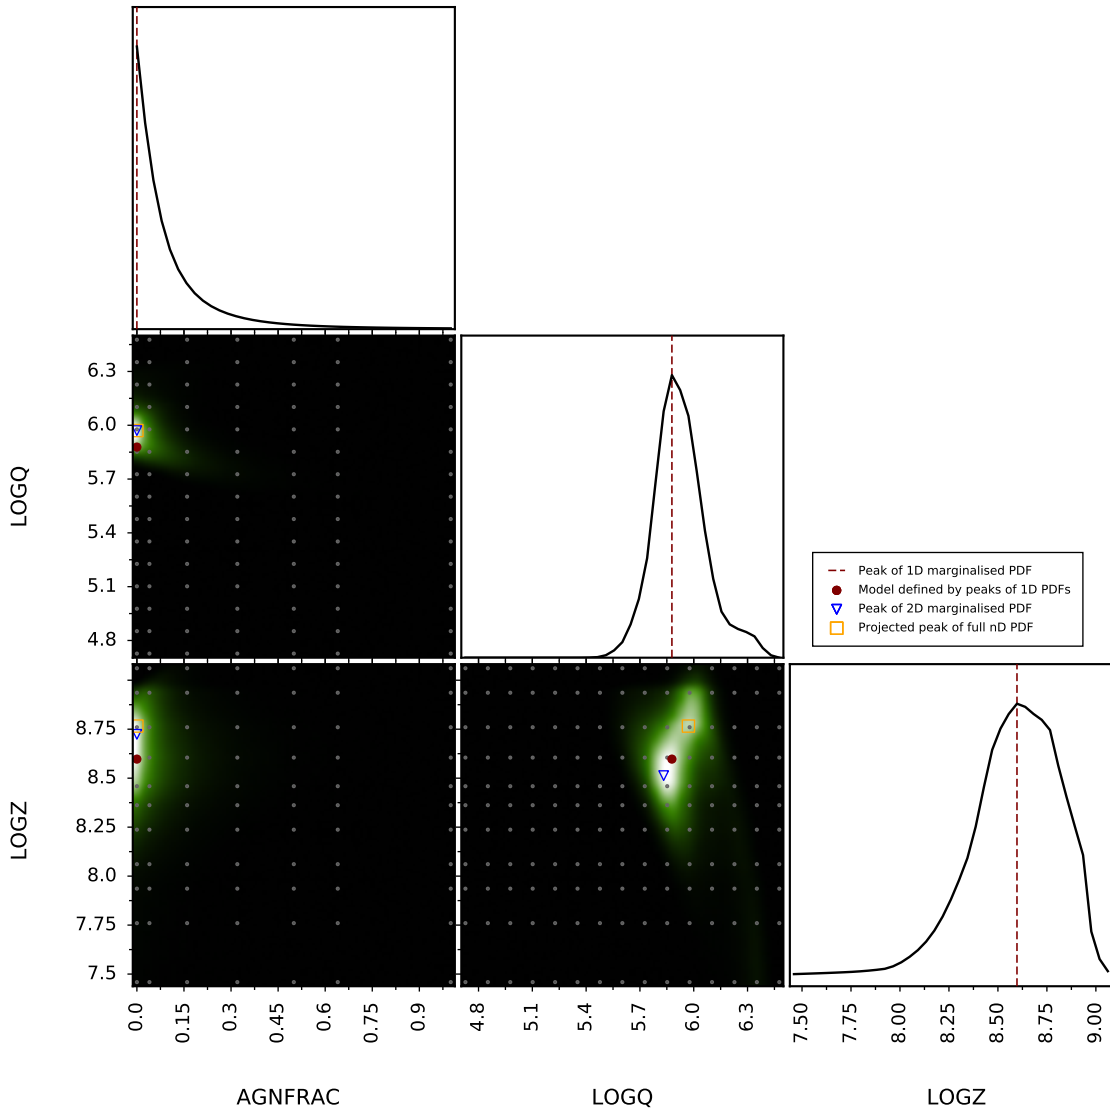 LOGQ
6.3
6.0
5.7
5.4
5.1
4.8
Peak of 1D marginalised PDF
Model defined by peaks of 1D PDFs
Peak of 2D marginalised PDF
Projected peak of full nD PDF
LOGZ
8.75
8.5
8.25
8.0
7.75
7.5
0.0 0.15 0.3 0.45 0.6 0.75 0.9
4.8 5.1 5.4 5.7 6.0 6.3
7.50 7.75 8.00 8.25 8.50 8.75 9.00
AGNFRAC LOGQ LOGZ